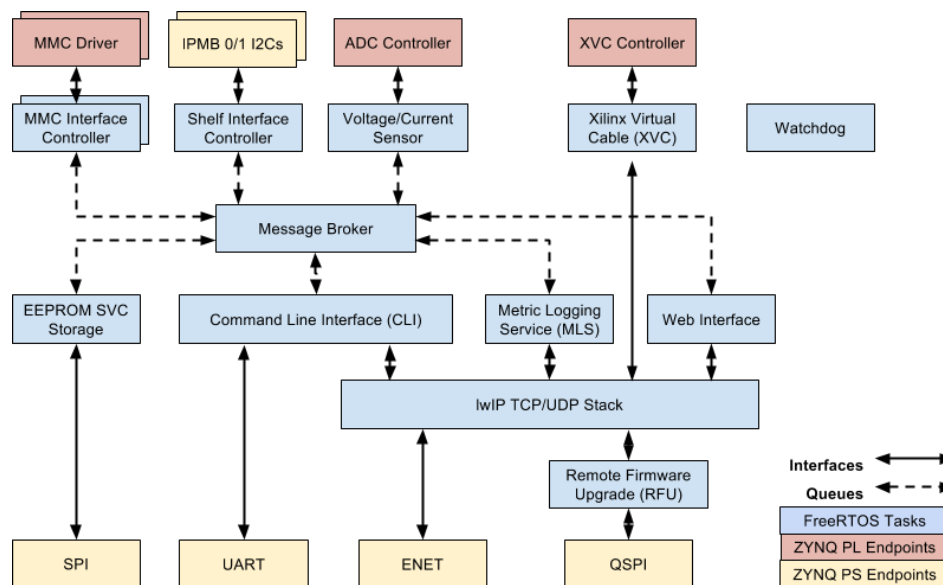 MMC Driver
IPMB 0/1 I2Cs
ADC Controller
XVC Controller
MMC Interface
Controller
Shelf Interface
Controller
Voltage/Current
Sensor
Xilinx Virtual
Cable (XVC)
Watchdog
Message Broker
EEPROM SVC
Storage
Command Line Interface (CLI)
Metric Logging
Service (MLS)
Web Interface
lwIP TCP/UDP Stack
Remote Firmware
Upgrade (RFU)
Interfaces
Queues
FreeRTOS Tasks
ZYNQ PL Endpoints
ZYNQ PS Endpoints
SPI
UART
ENET
QSPI